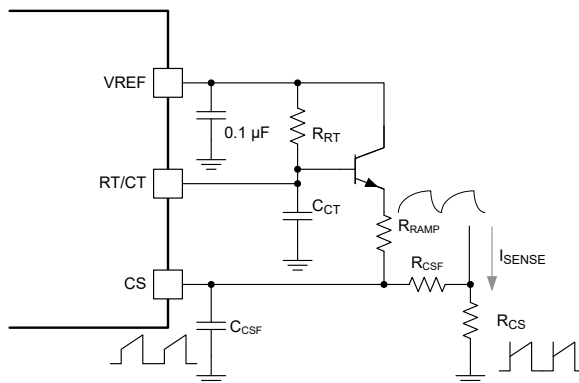 VREF
0.1 µF
RRT
RT/CT
CCT
RRAMP
ISENSE
RCSF
CS
RCS
CCSF